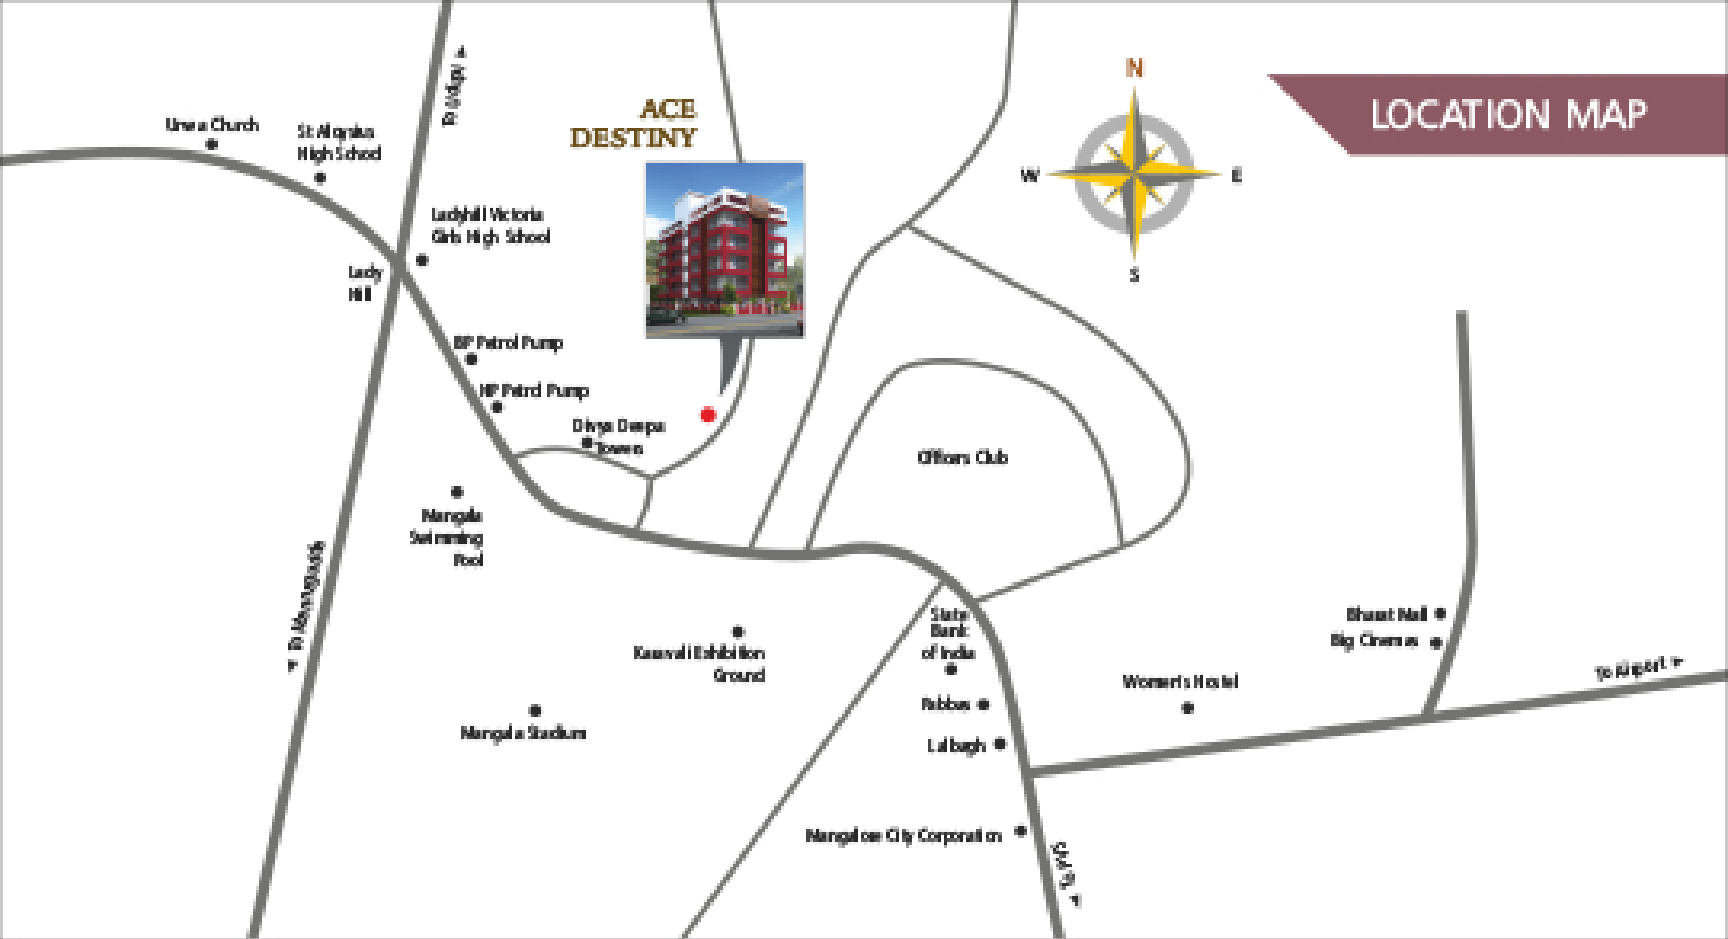 LOCATION MAP
N
W
E
S
ACE
DESTINY
To Udupi
Urwa Church
St Aloysius
High School
Ladyhill Victoria
Girls High School
Lady
Hill
BP Petrol Pump
HP Petrol Pump
Divya Deepa
Towers
Officers Club
Mangala
Swimming
Pool
To
Karavali Exhibition
Ground
Mangala Stadium
State
Bank
of India
Pabbas
Lalbagh
Women's Hostel
Bharat Mall
Big Cinemas
To Airport
Mangalore City Corporation